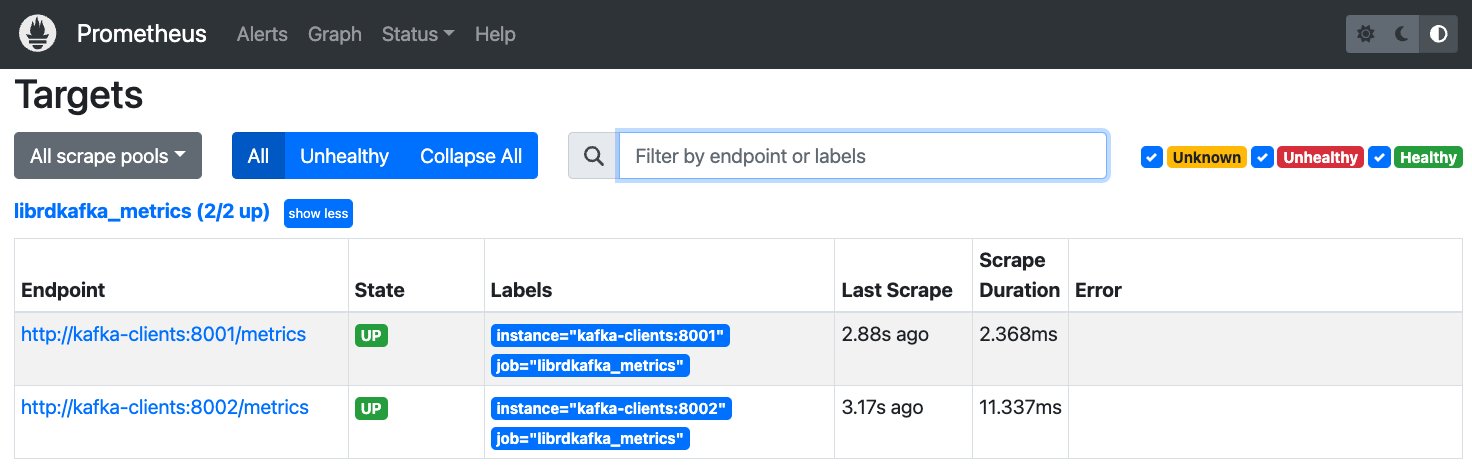 Prometheus Alerts Graph Status Help
Targets
All scrape pools All Unhealthy Collapse All Filter by endpoint or labels Unknown Unhealthy Healthy
librdkafka_metrics (2/2 up) show less
Endpoint State Labels Last Scrape Scrape Duration Error
http://kafka-clients:8001/metrics UP instance="kafka-clients:8001" 2.88s ago 2.368ms
job="librdkafka_metrics"
http://kafka-clients:8002/metrics UP instance="kafka-clients:8002" 3.17s ago 11.337ms
job="librdkafka_metrics"